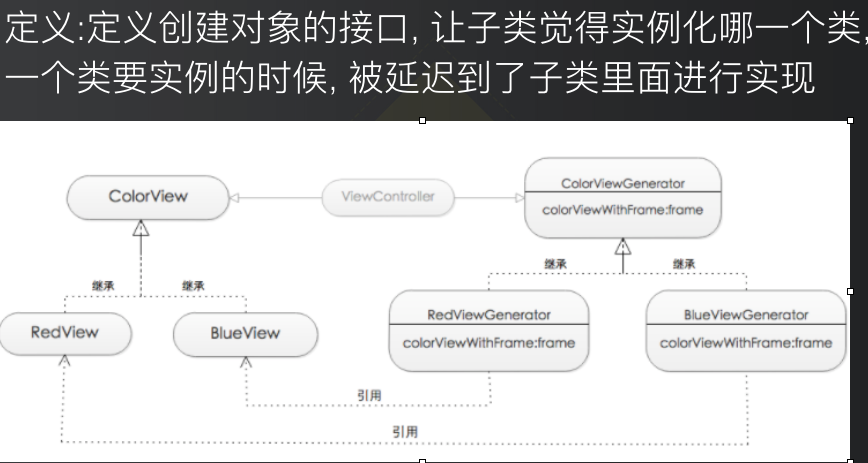 定义:定义创建对象的接口, 让子类觉得实例化哪一个类,
一个类要实例的时候, 被延迟到了子类里面进行实现
ColorView
ViewController
ColorViewGenerator
colorViewWithFrame:frame
继承
继承
继承
继承
RedView
BlueView
RedViewGenerator
colorViewWithFrame:frame
BlueViewGenerator
colorViewWithFrame:frame
引用
引用